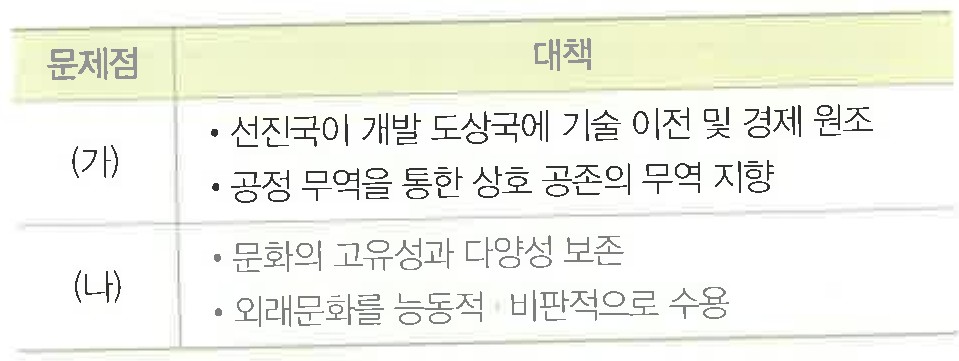 문제점 대책
(가)
• 선진국이 개발 도상국에 기술 이전 및 경제 원조
• 공정 무역을 통한 상호 공존의 무역 지향
(나)
• 문화의 고유성과 다양성 보존
• 외래문화를 능동적·비판적으로 수용